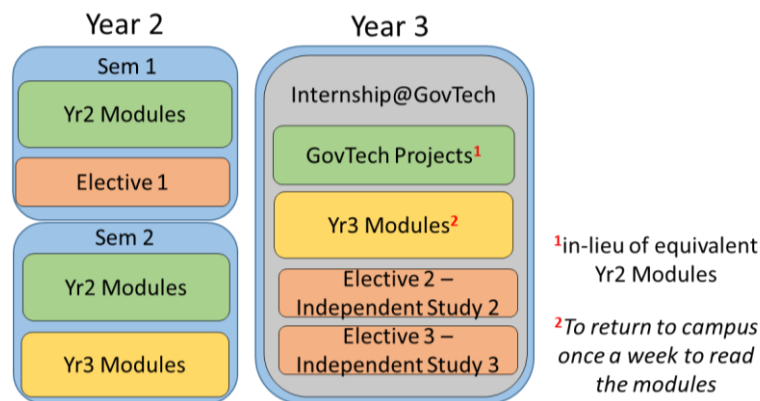 Year 2
Sem 1
Yr2 Modules
Elective 1
Sem 2
Yr2 Modules
Yr3 Modules
Year 3
Internship@GovTech
GovTech Projects¹
Yr3 Modules²
Elective 2 –
Independent Study 2
Elective 3 –
Independent Study 3
¹in-lieu of equivalent
Yr2 Modules
²To return to campus
once a week to read
the modules